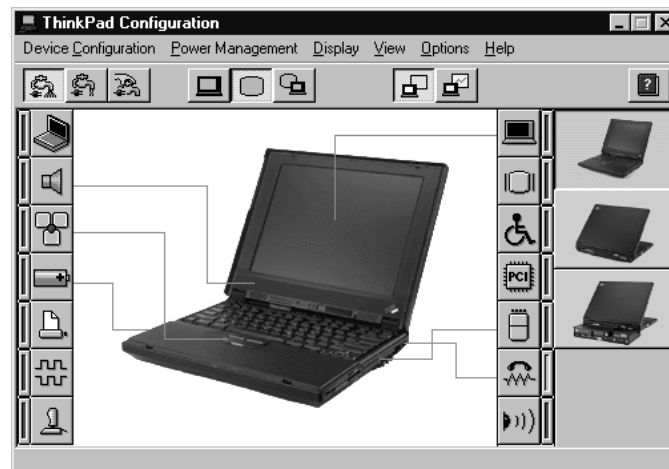 ThinkPad Configuration
Device Configuration Power Management Display View Options Help
?
PCI